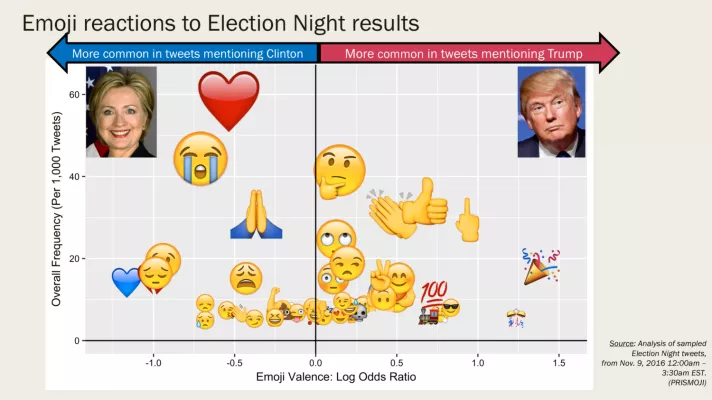 Emoji reactions to Election Night results
More common in tweets mentioning Clinton
More common in tweets mentioning Trump
Overall Frequency (Per 1,000 Tweets)
60
40
20
0
100
-1.0
-0.5
0.0
0.5
1.0
1.5
Emoji Valence: Log Odds Ratio
Source: Analysis of sampled
Election Night tweets,
from Nov. 9, 2016 12:00am –
3:30am EST.
(PRISMOJI)